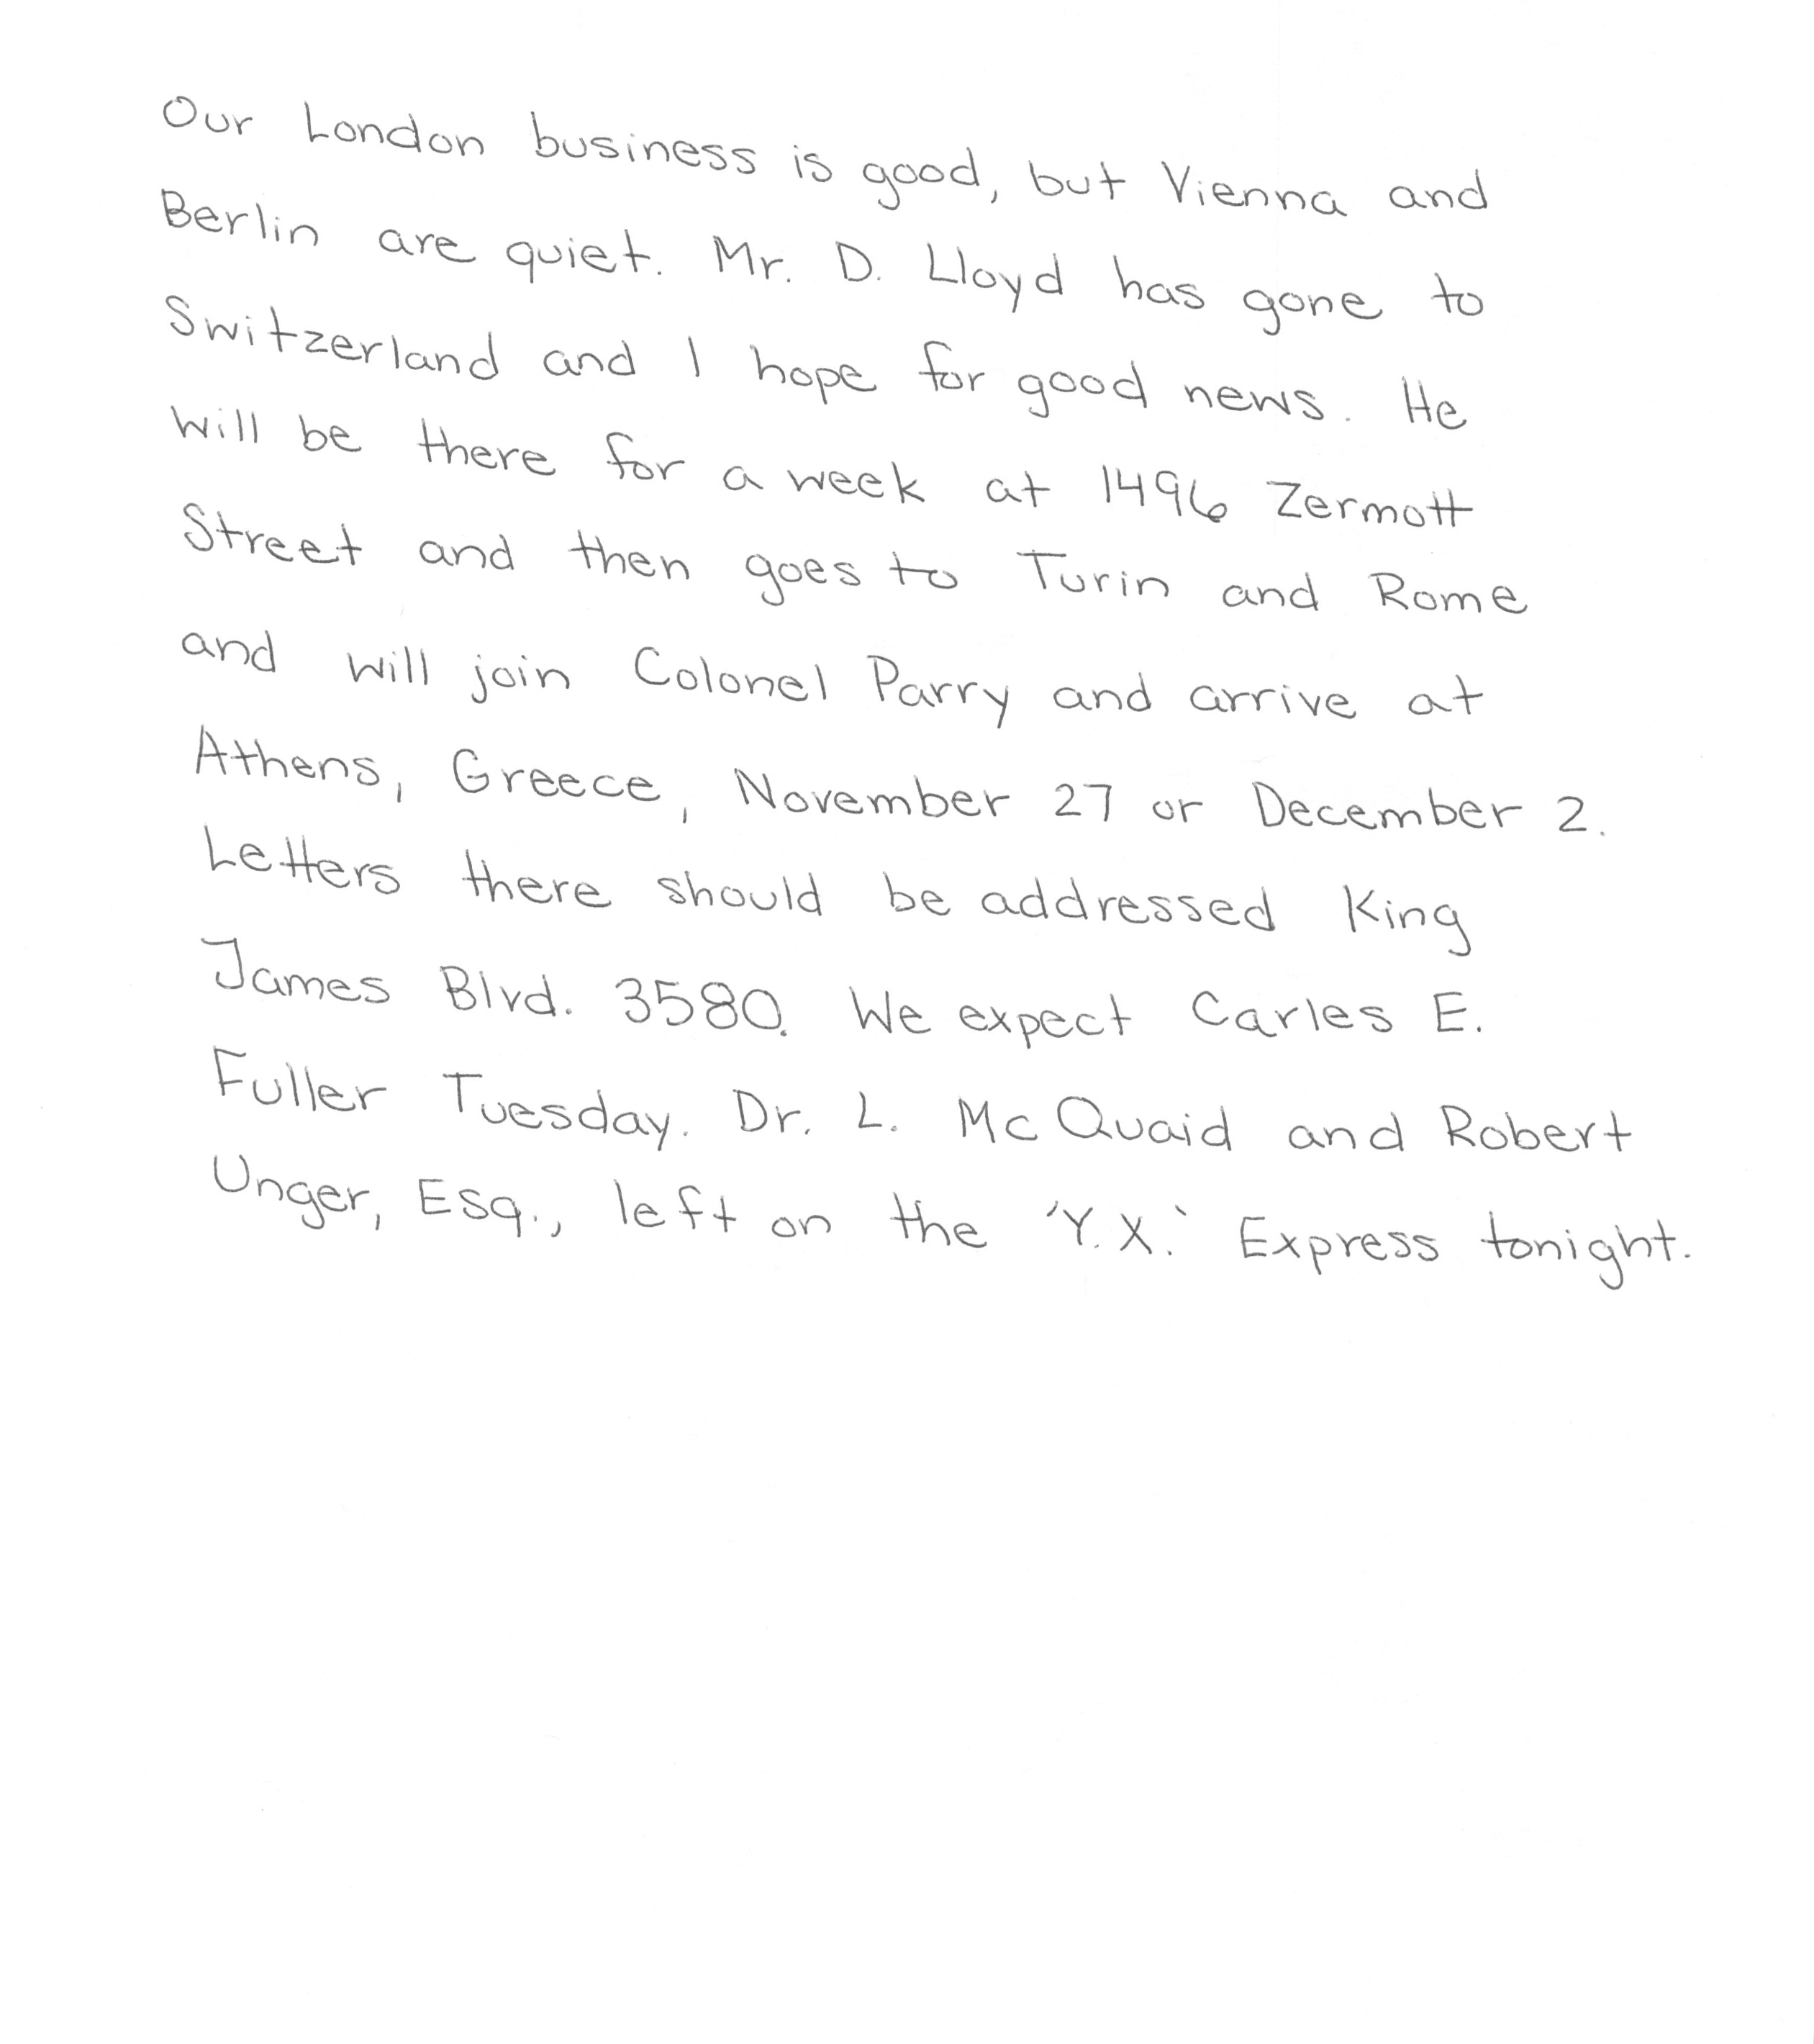 Our London business is good, but Vienna and
Berlin are quiet. Mr. D. Lloyd has gone to
Switzerland and I hope for good news. He
will be there for a week at 1496 Zermott
Street and then goes to Turin and Rome
and will join Colonel Parry and arrive at
Athens, Greece, November 27 or December 2.
Letters there should be addressed King
James Blvd. 3580. We expect Carles E.
Fuller Tuesday. Dr. L. Mc Quaid and Robert
Unger, Esq., left on the 'Y.X.' Express tonight.